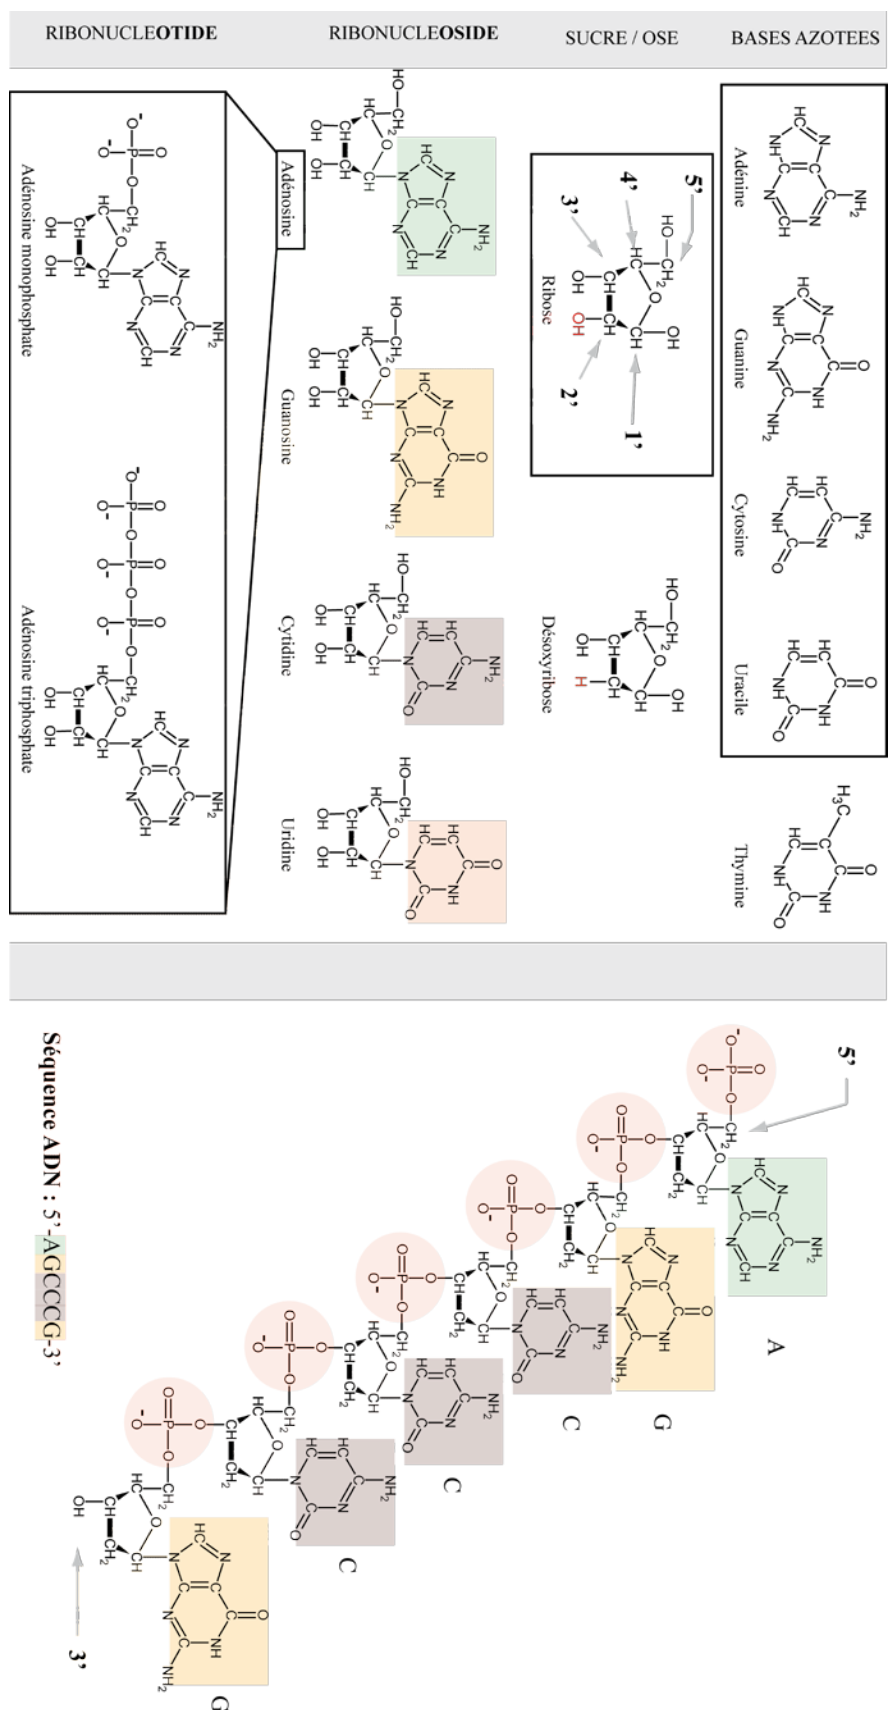 BASES AZOTEES
Adénine
Guanine
Cytosine
Uracile
Thymine
SUCRE / OSE
5'
4'
3'
2'
1'
Ribose
Désoxyribose
RIBONUCLEOSIDE
Adénosine
Guanosine
Cytidine
Uridine
RIBONUCLEOTIDE
Adénosine monophosphate
Adénosine triphosphate
5'
A
G
C
C
C
G
3'
Séquence ADN : 5'-AGCCCG-3'